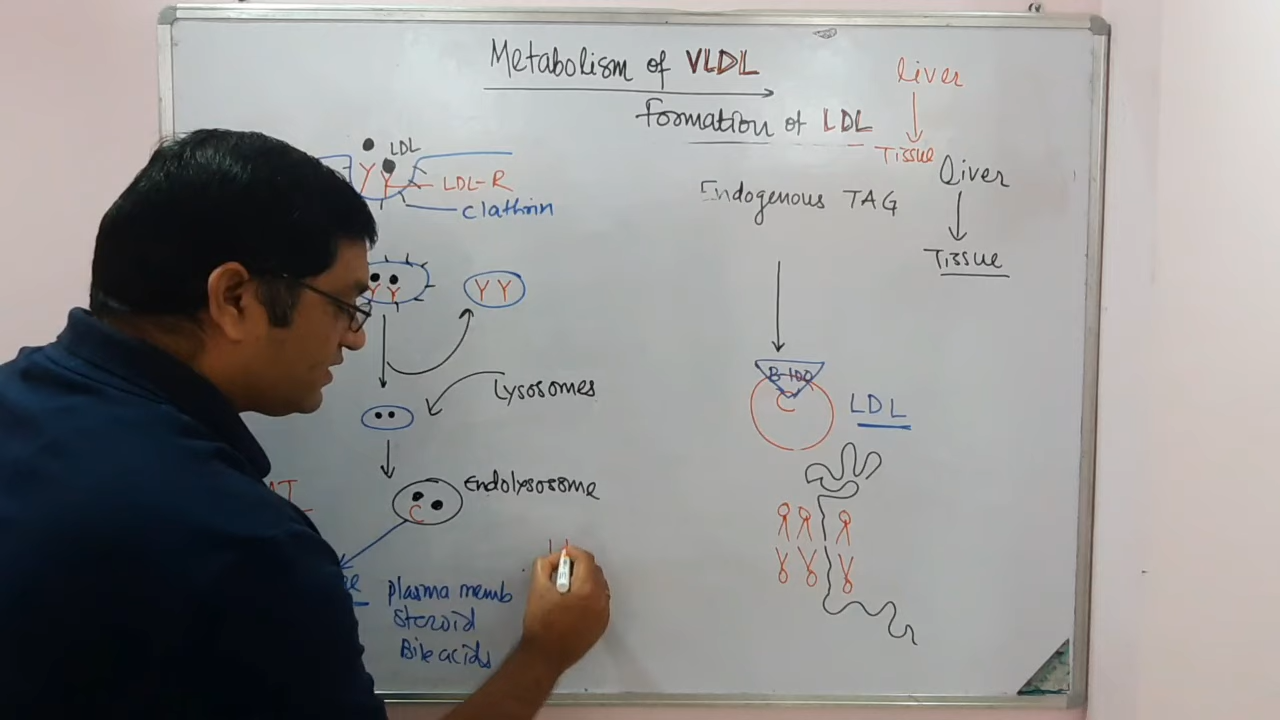 Metabolism of VLDL
Formation of LDL
liver
Tissue
liver
Tissue
LDL
Y Y
LDL-R
clathrin
Endogenous TAG
Y Y
Y Y
Lysosomes
B-100
C
LDL
Endolysosome
C
plasma memb
Steroid
Bile acids